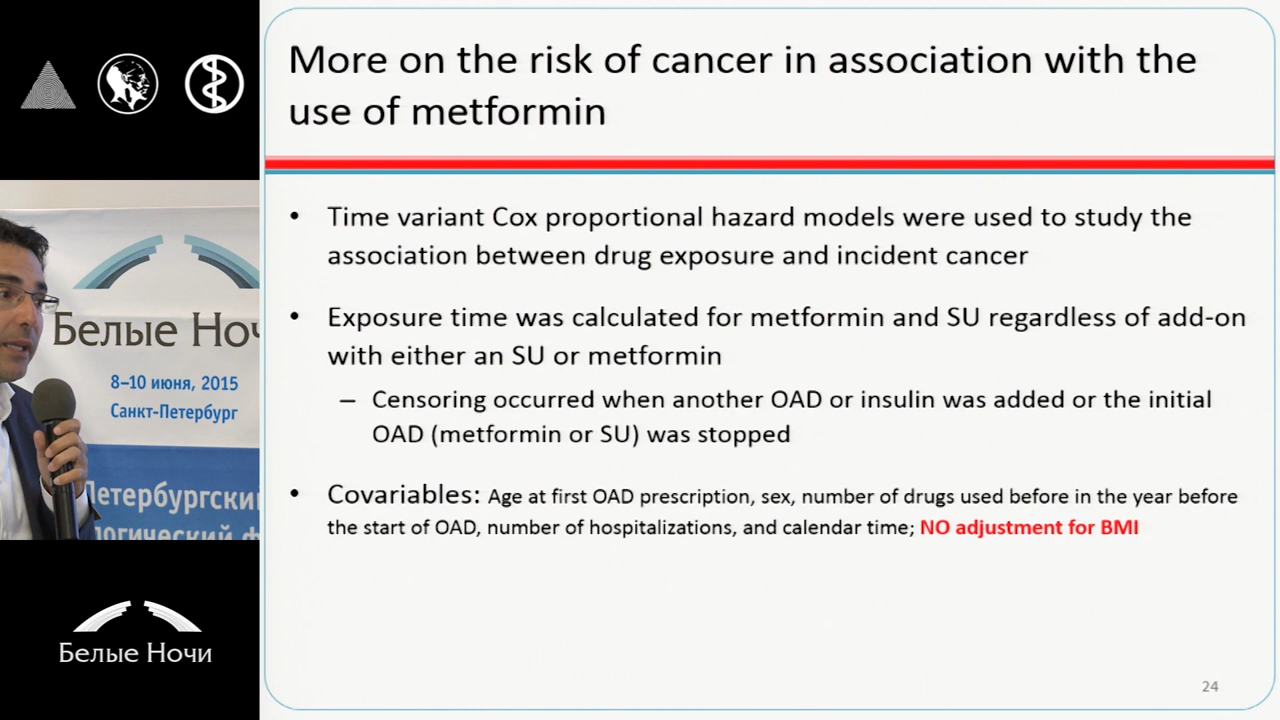 More on the risk of cancer in association with the
use of metformin
• Time variant Cox proportional hazard models were used to study the
association between drug exposure and incident cancer
• Exposure time was calculated for metformin and SU regardless of add-on
with either an SU or metformin
– Censoring occurred when another OAD or insulin was added or the initial
OAD (metformin or SU) was stopped
• Covariables: Age at first OAD prescription, sex, number of drugs used before in the year before
the start of OAD, number of hospitalizations, and calendar time; NO adjustment for BMI
24
Белые Ноч
8–10 июня, 2015
Санкт-Петербург
Белые Ночи